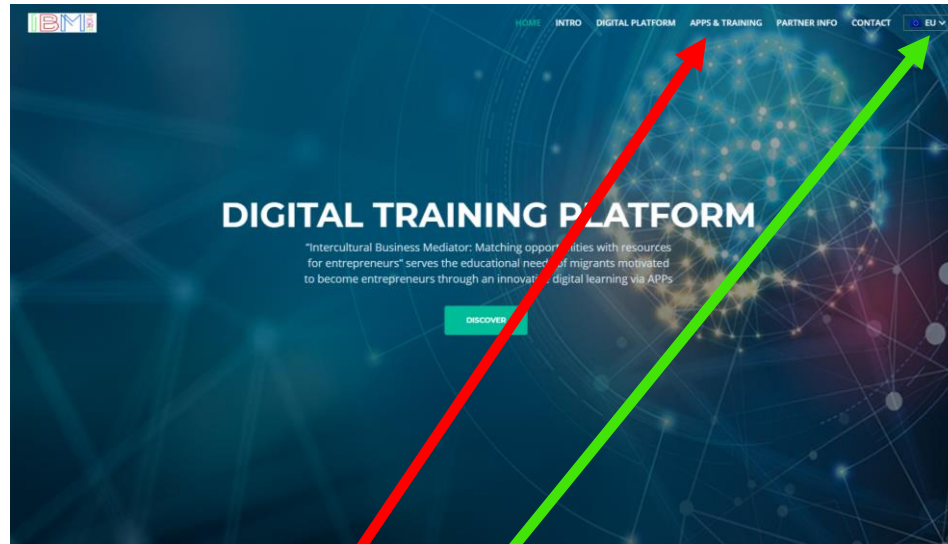 IBM
HOME INTRO DIGITAL PLATFORM APPS & TRAINING PARTNER INFO CONTACT EU
DIGITAL TRAINING PLATFORM
"Intercultural Business Mediator: Matching opportunities with resources
for entrepreneurs" serves the educational needs of migrants motivated
to become entrepreneurs through an innovative digital learning via APPs
DISCOVER